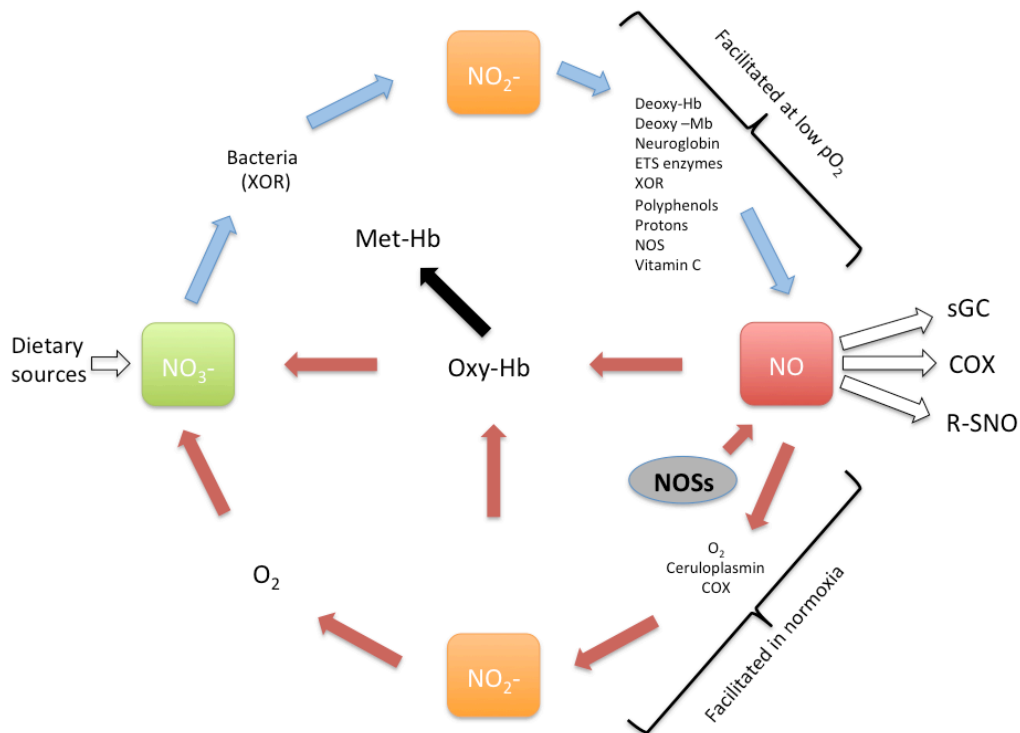 NO₂-
Facilitated at low pO₂
Deoxy-Hb
Deoxy –Mb
Neuroglobin
ETS enzymes
XOR
Polyphenols
Protons
NOS
Vitamin C
Bacteria
(XOR)
Met-Hb
Dietary
sources
NO₃-
Oxy-Hb
NO
sGC
COX
R-SNO
NOSs
O₂
Ceruloplasmin
COX
O₂
NO₂-
Facilitated in normoxia